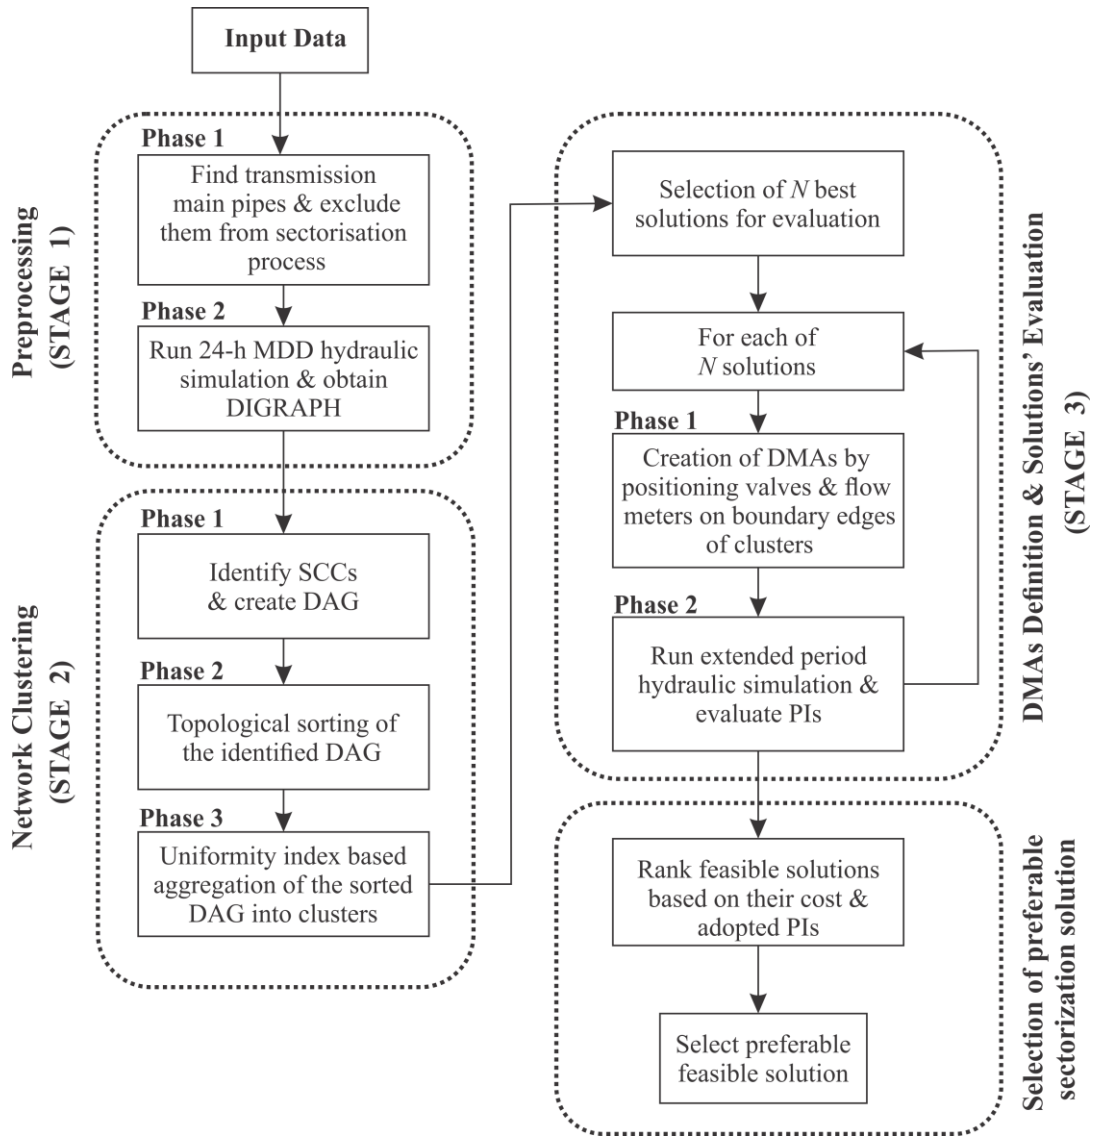 Input Data
Preprocessing
(STAGE 1)
Phase 1
Find transmission
main pipes & exclude
them from sectorisation
process
Phase 2
Run 24-h MDD hydraulic
simulation & obtain
DIGRAPH
Network Clustering
(STAGE 2)
Phase 1
Identify SCCs
& create DAG
Phase 2
Topological sorting
of the identified DAG
Phase 3
Uniformity index based
aggregation of the sorted
DAG into clusters
DMAs Definition & Solutions' Evaluation
(STAGE 3)
Selection of N best
solutions for evaluation
For each of
N solutions
Phase 1
Creation of DMAs by
positioning valves & flow
meters on boundary edges
of clusters
Phase 2
Run extended period
hydraulic simulation &
evaluate PIs
Selection of preferable
sectorization solution
Rank feasible solutions
based on their cost &
adopted PIs
Select preferable
feasible solution